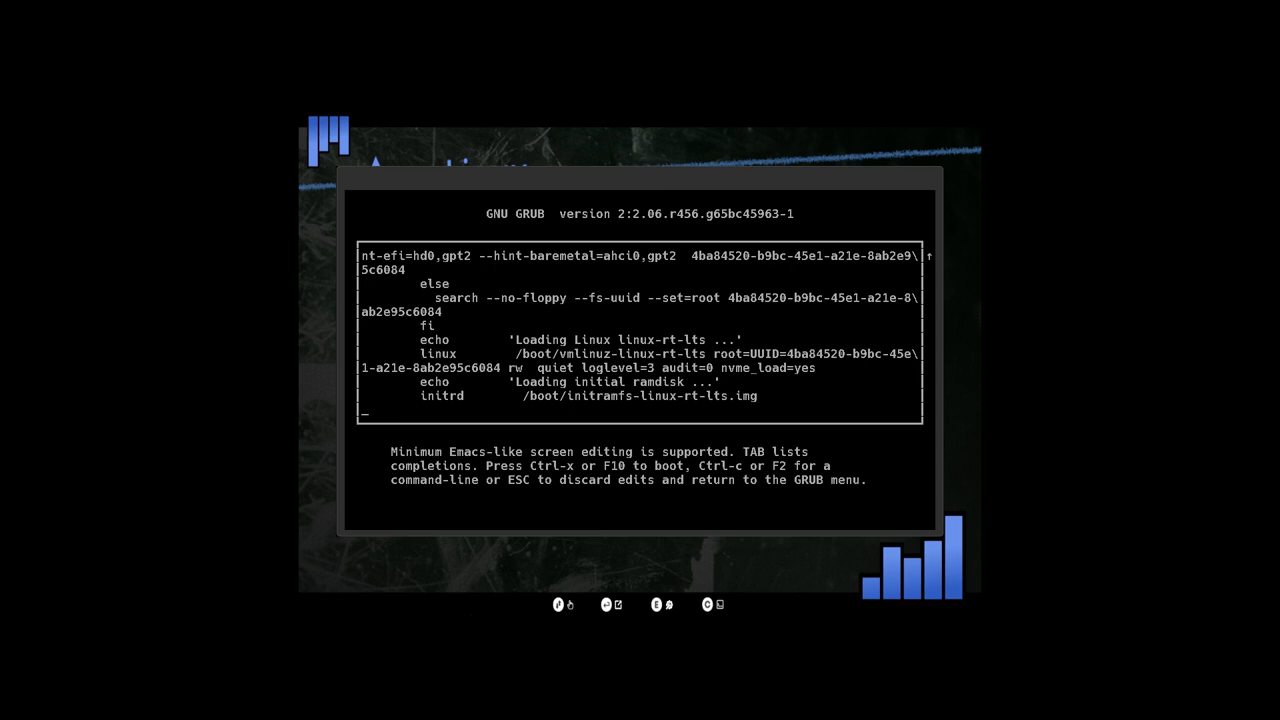 GNU GRUB  version 2:2.06.r456.g65bc45963-1
nt-efi=hd0,gpt2 --hint-baremetal=ahci0,gpt2  4ba84520-b9bc-45e1-a21e-8ab2e9\
5c6084
else
search --no-floppy --fs-uuid --set=root 4ba84520-b9bc-45e1-a21e-8\
ab2e95c6084
fi
echo        'Loading Linux linux-rt-lts ...'
linux        /boot/vmlinuz-linux-rt-lts root=UUID=4ba84520-b9bc-45e\
1-a21e-8ab2e95c6084 rw  quiet loglevel=3 audit=0 nvme_load=yes
echo        'Loading initial ramdisk ...'
initrd        /boot/initramfs-linux-rt-lts.img
Minimum Emacs-like screen editing is supported. TAB lists
completions. Press Ctrl-x or F10 to boot, Ctrl-c or F2 for a
command-line or ESC to discard edits and return to the GRUB menu.
E
C